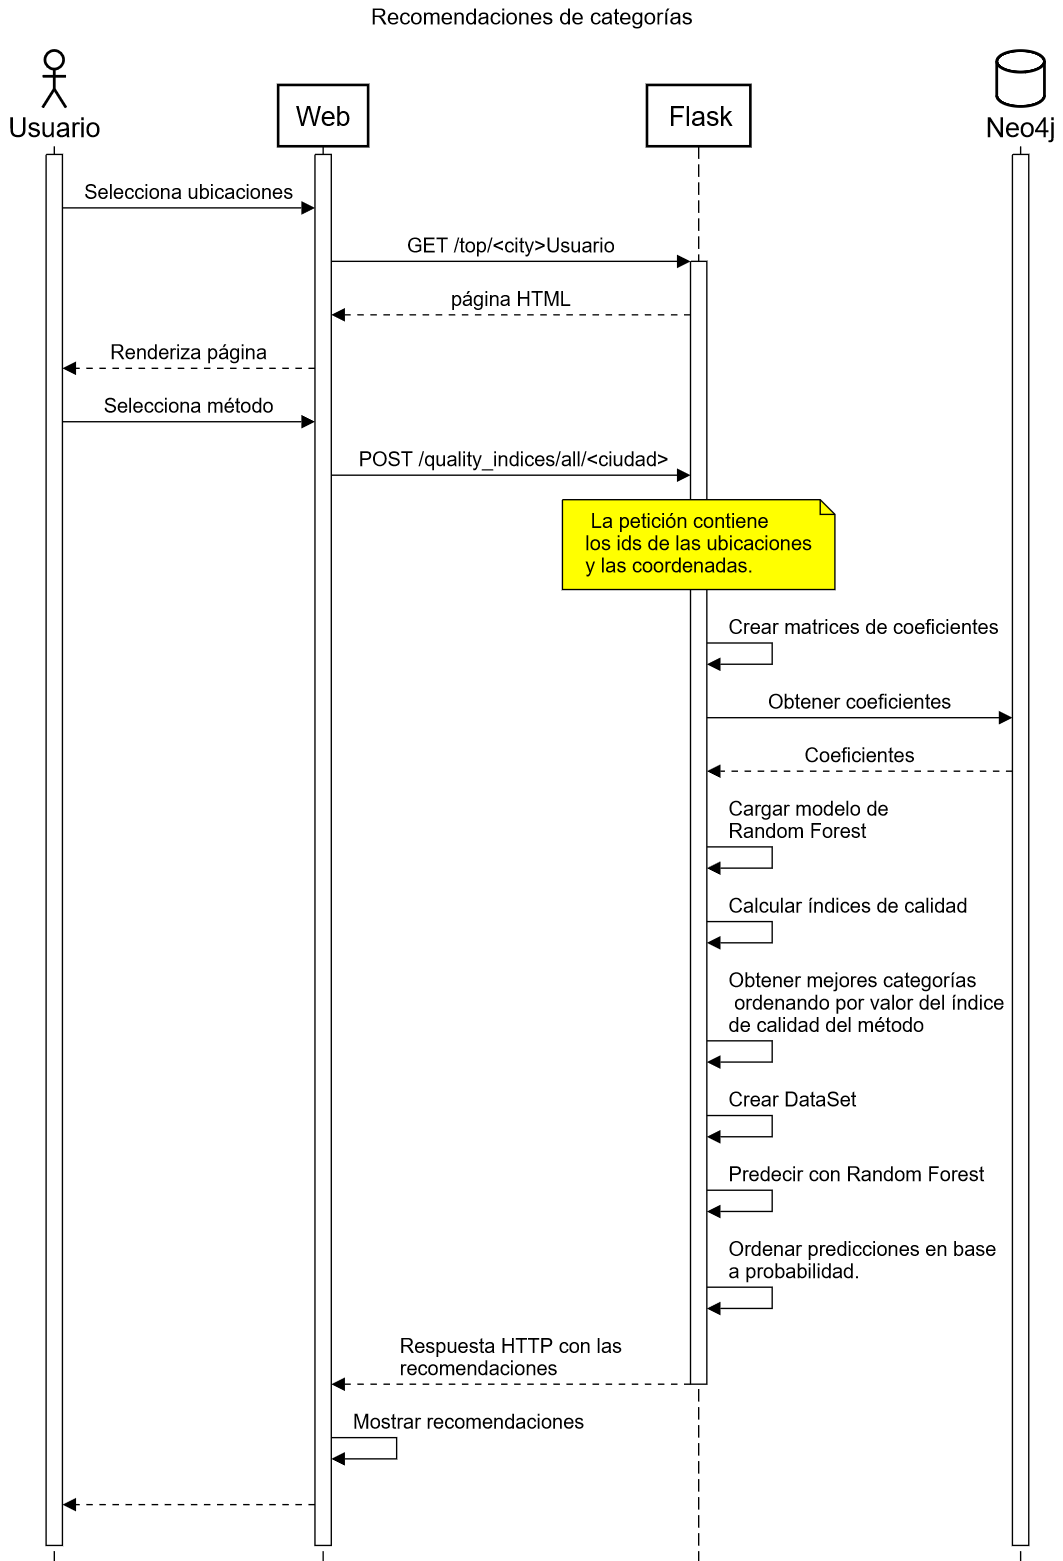 Recomendaciones de categorías
Usuario
Web
Flask
Neo4j
Selecciona ubicaciones
GET /top/<city>Usuario
página HTML
Renderiza página
Selecciona método
POST /quality_indices/all/<ciudad>
La petición contiene
los ids de las ubicaciones
y las coordenadas.
Crear matrices de coeficientes
Obtener coeficientes
Coeficientes
Cargar modelo de
Random Forest
Calcular índices de calidad
Obtener mejores categorías
ordenando por valor del índice
de calidad del método
Crear DataSet
Predecir con Random Forest
Ordenar predicciones en base
a probabilidad.
Respuesta HTTP con las
recomendaciones
Mostrar recomendaciones